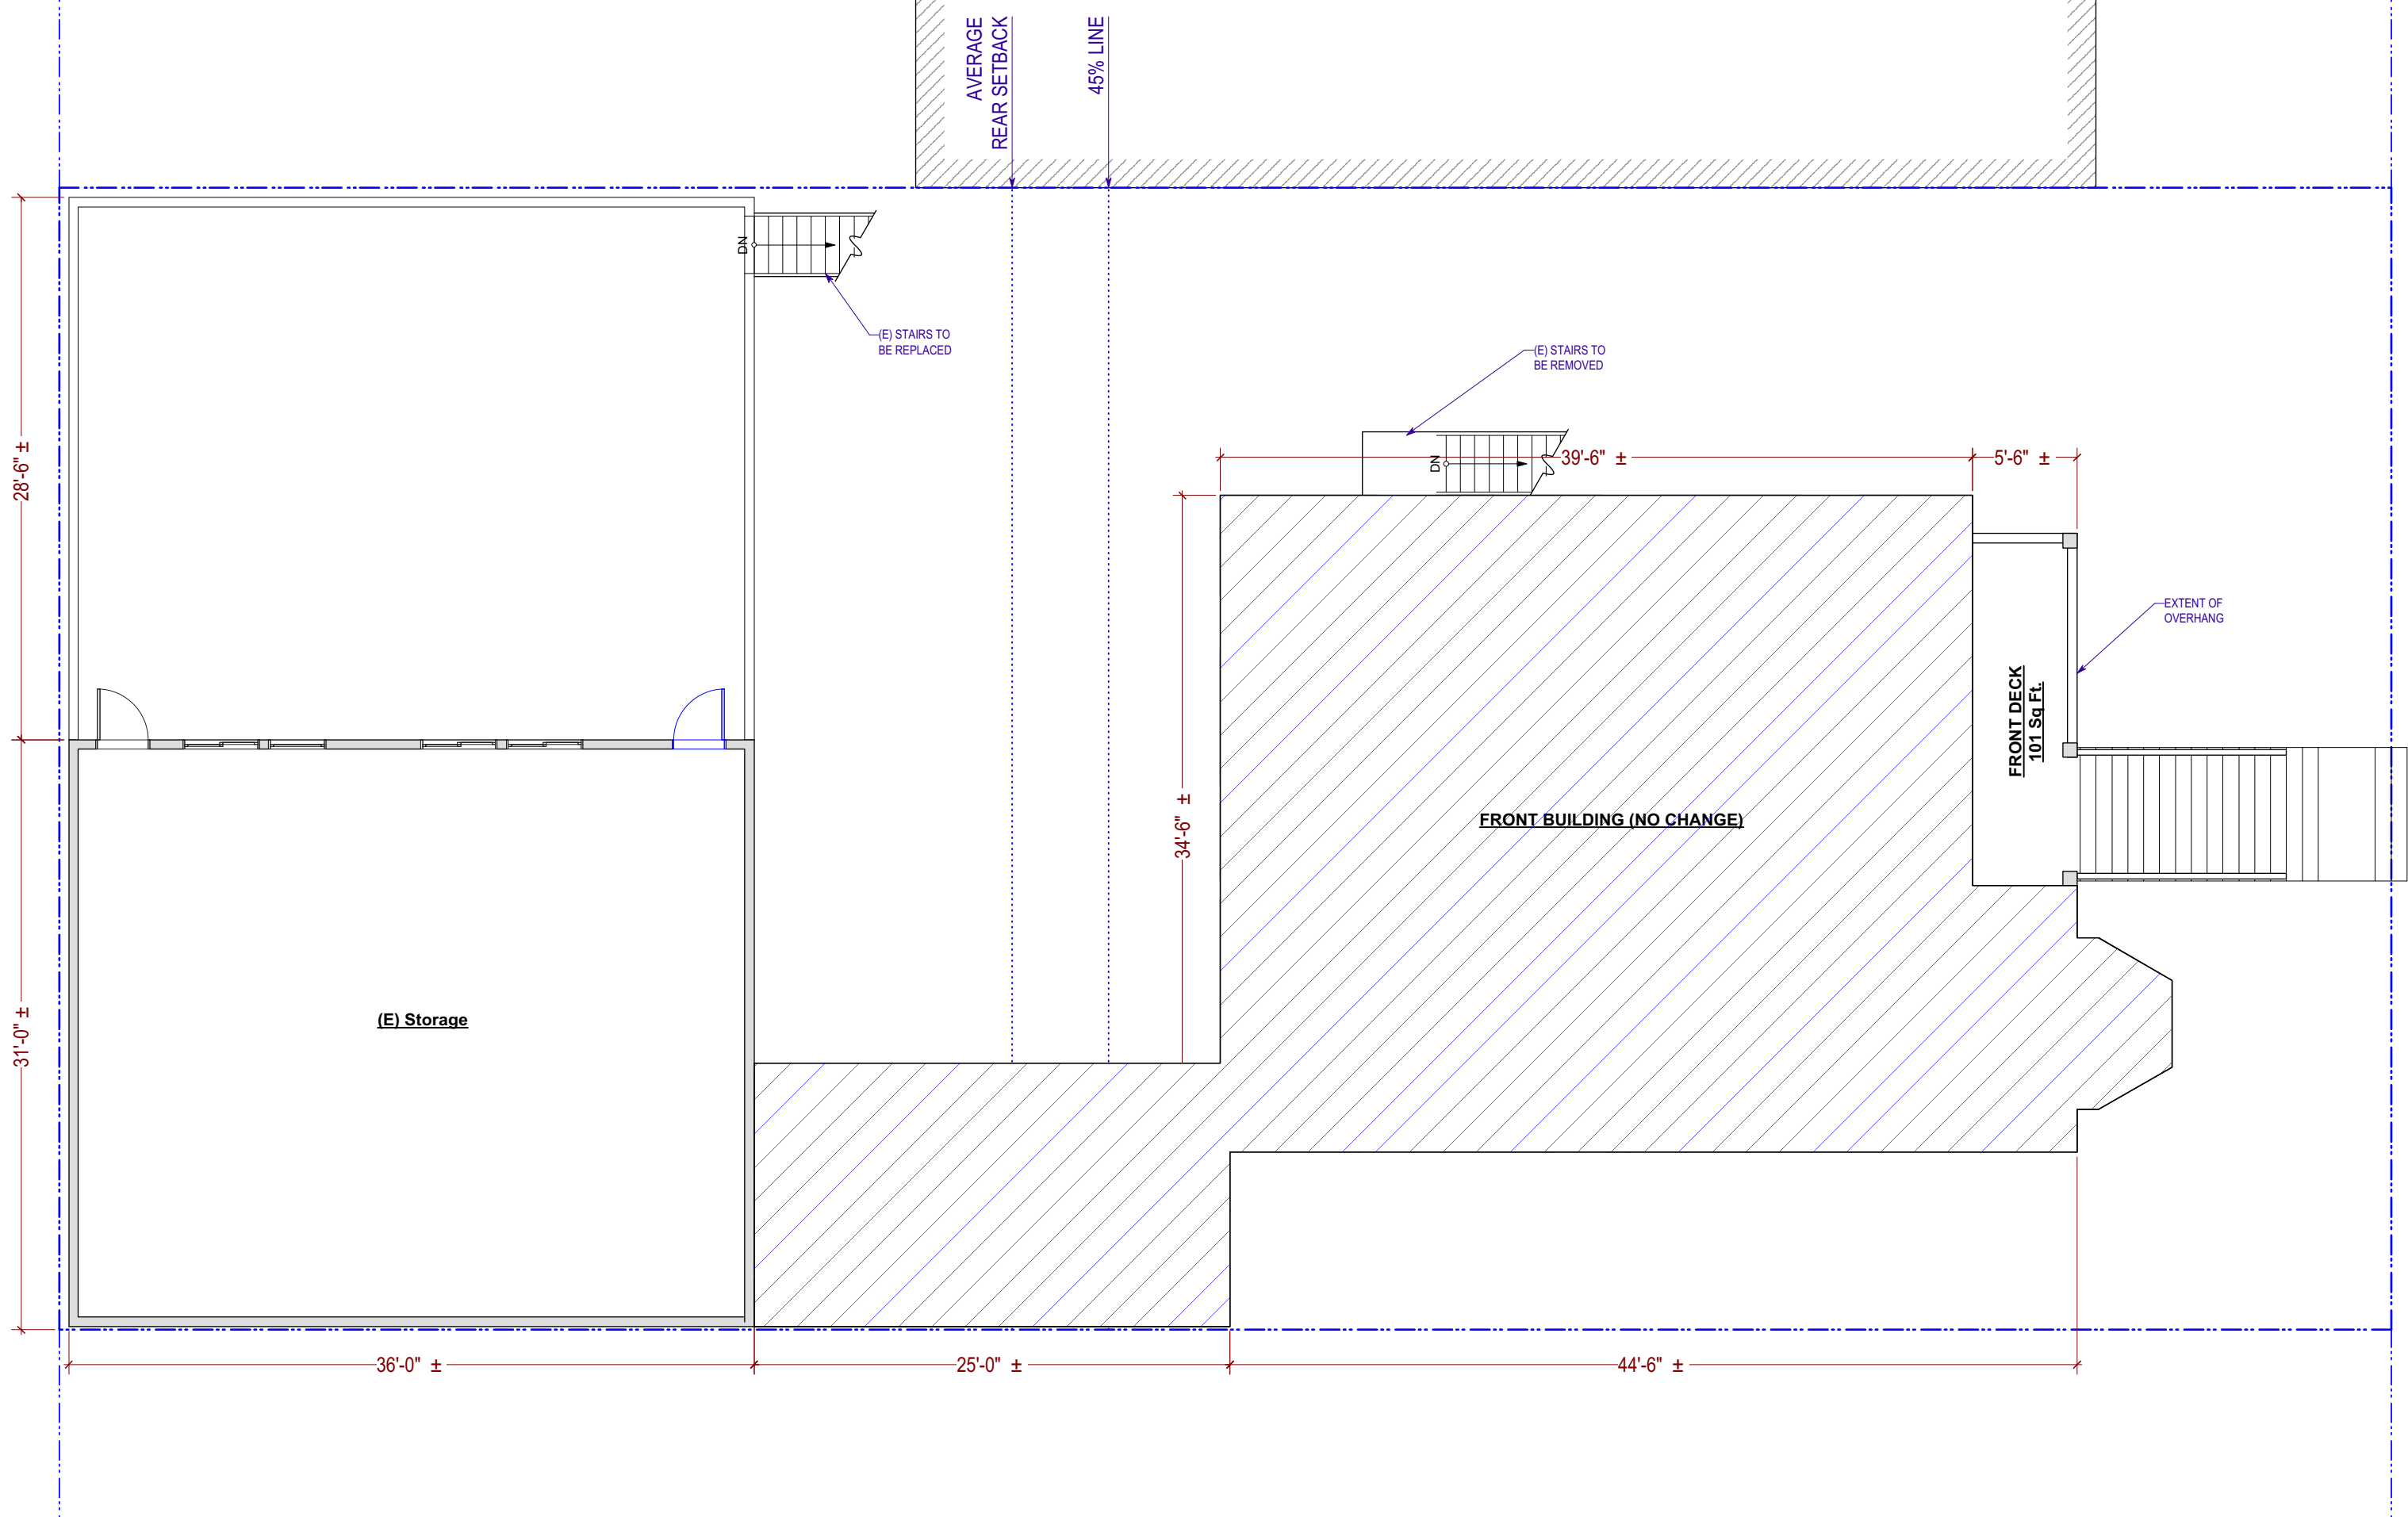 AVERAGE
REAR SETBACK
45% LINE
DN
(E) STAIRS TO
BE REPLACED
(E) STAIRS TO
BE REMOVED
28'-6" ±
DN
39'-6" ±
5'-6" ±
EXTENT OF
OVERHANG
FRONT DECK
101 Sq Ft.
34'-6" ±
FRONT BUILDING (NO CHANGE)
31'-0" ±
(E) Storage
36'-0" ±
25'-0" ±
44'-6" ±